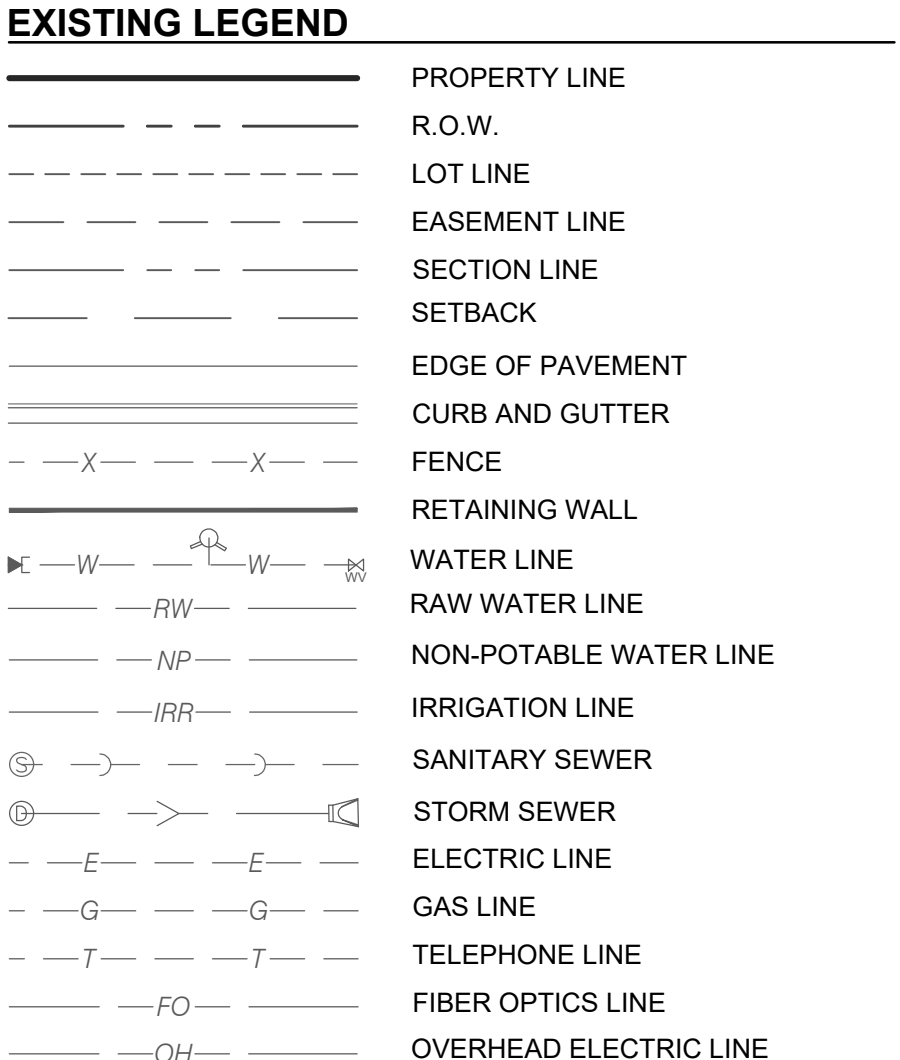 EXISTING LEGEND
PROPERTY LINE
R.O.W.
LOT LINE
EASEMENT LINE
SECTION LINE
SETBACK
EDGE OF PAVEMENT
CURB AND GUTTER
X X FENCE
RETAINING WALL
W W WV WATER LINE
RW RAW WATER LINE
NP NON-POTABLE WATER LINE
IRR IRRIGATION LINE
S SANITARY SEWER
D STORM SEWER
E E ELECTRIC LINE
G G GAS LINE
T T TELEPHONE LINE
FO FIBER OPTICS LINE
OH OVERHEAD ELECTRIC LINE